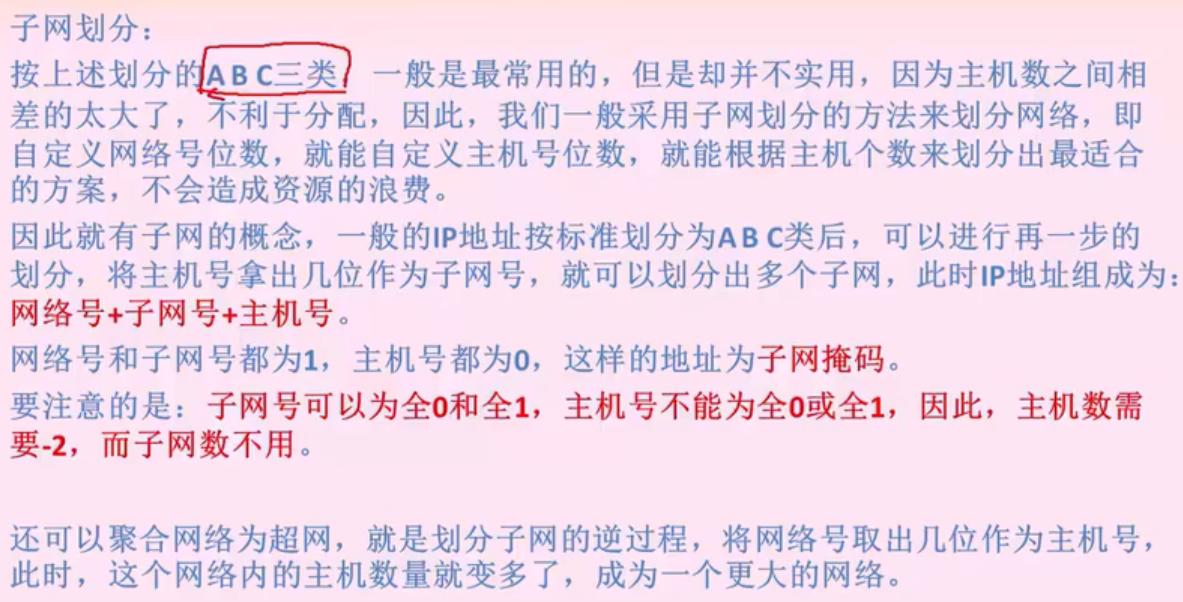 子网划分：
按上述划分的A B C三类，一般是最常用的，但是却并不实用，因为主机数之间相
差的太大了，不利于分配，因此，我们一般采用子网划分的方法来划分网络，即
自定义网络号位数，就能自定义主机号位数，就能根据主机个数来划分出最适合
的方案，不会造成资源的浪费。
因此就有子网的概念，一般的IP地址按标准划分为A B C类后，可以进行再一步的
划分，将主机号拿出几位作为子网号，就可以划分出多个子网，此时IP地址组成为：
网络号+子网号+主机号。
网络号和子网号都为1，主机号都为0，这样的地址为子网掩码。
要注意的是：子网号可以为全0和全1，主机号不能为全0或全1，因此，主机数需
要-2，而子网数不用。
还可以聚合网络为超网，就是划分子网的逆过程，将网络号取出几位作为主机号，
此时，这个网络内的主机数量就变多了，成为一个更大的网络。